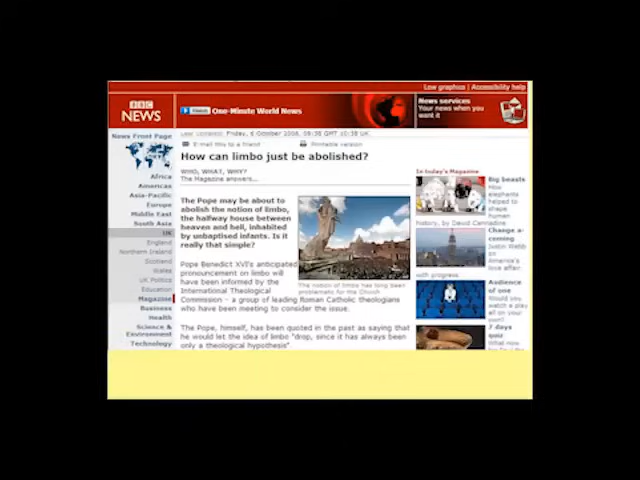 Low graphics | Accessibility help
BBC
NEWS
One-Minute World News
News services
Your news when you
want it
News Front Page
Africa
Americas
Asia-Pacific
Europe
Middle East
South Asia
UK
England
Northern Ireland
Scotland
Wales
UK Politics
Education
Magazine
Business
Health
Science &
Environment
Technology
Last Updated: Friday, 6 October 2006, 09:38 GMT 10:38 UK
E-mail this to a friend
Printable version
How can limbo just be abolished?
WHO, WHAT, WHY?
The Magazine answers...
The Pope may be about to
abolish the notion of limbo,
the halfway house between
heaven and hell, inhabited
by unbaptised infants. Is it
really that simple?
The notion of limbo has long been
problematic for the Church
Pope Benedict XVI's anticipated
pronouncement on limbo will
have been informed by the
International Theological
Commission - a group of leading Roman Catholic theologians
who have been meeting to consider the issue.
The Pope, himself, has been quoted in the past as saying that
he would let the idea of limbo "drop, since it has always been
only a theological hypothesis".
In today's Magazine
Big beasts
How
elephants
helped to
shape
human
history, by David Cannadine
Change a-
coming
Justin Webb
on America's
love affair
with progress
Audience
of one
Would you
watch a play
all on your
own?
7 days
quiz
What now